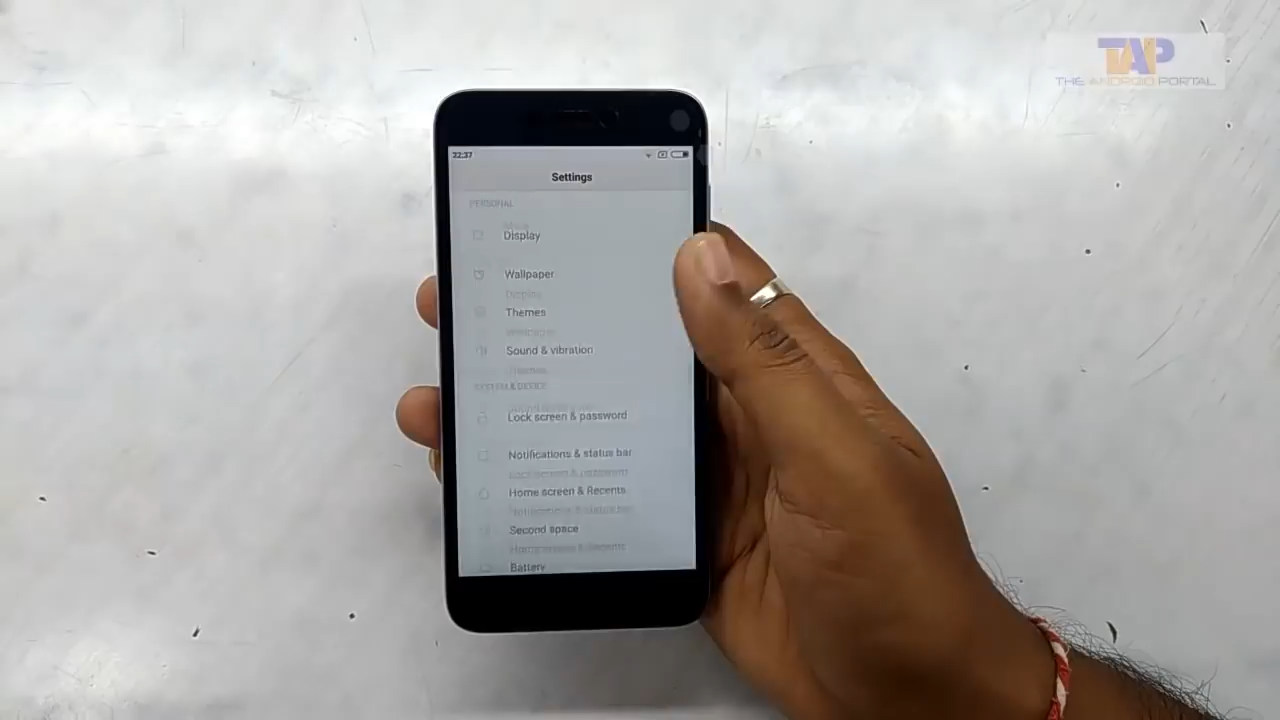 TAP
THE ANDROID PORTAL
22:37
Settings
PERSONAL
Display
Wallpaper
Themes
Sound & vibration
SYSTEM & DEVICE
Lock screen & password
Notifications & status bar
Home screen & Recents
Second space
Battery